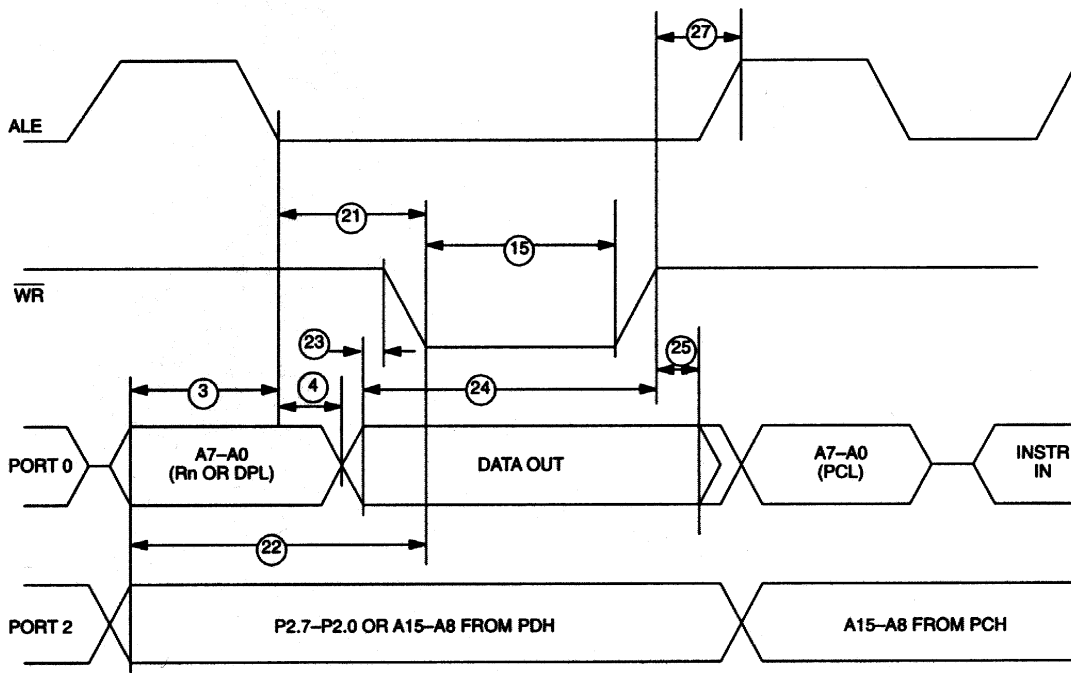 27
ALE
21
15
WR
23
25
3
4
24
PORT 0
A7–A0
(Rn OR DPL)
DATA OUT
A7–A0
(PCL)
INSTR
IN
22
PORT 2
P2.7–P2.0 OR A15–A8 FROM PDH
A15–A8 FROM PCH